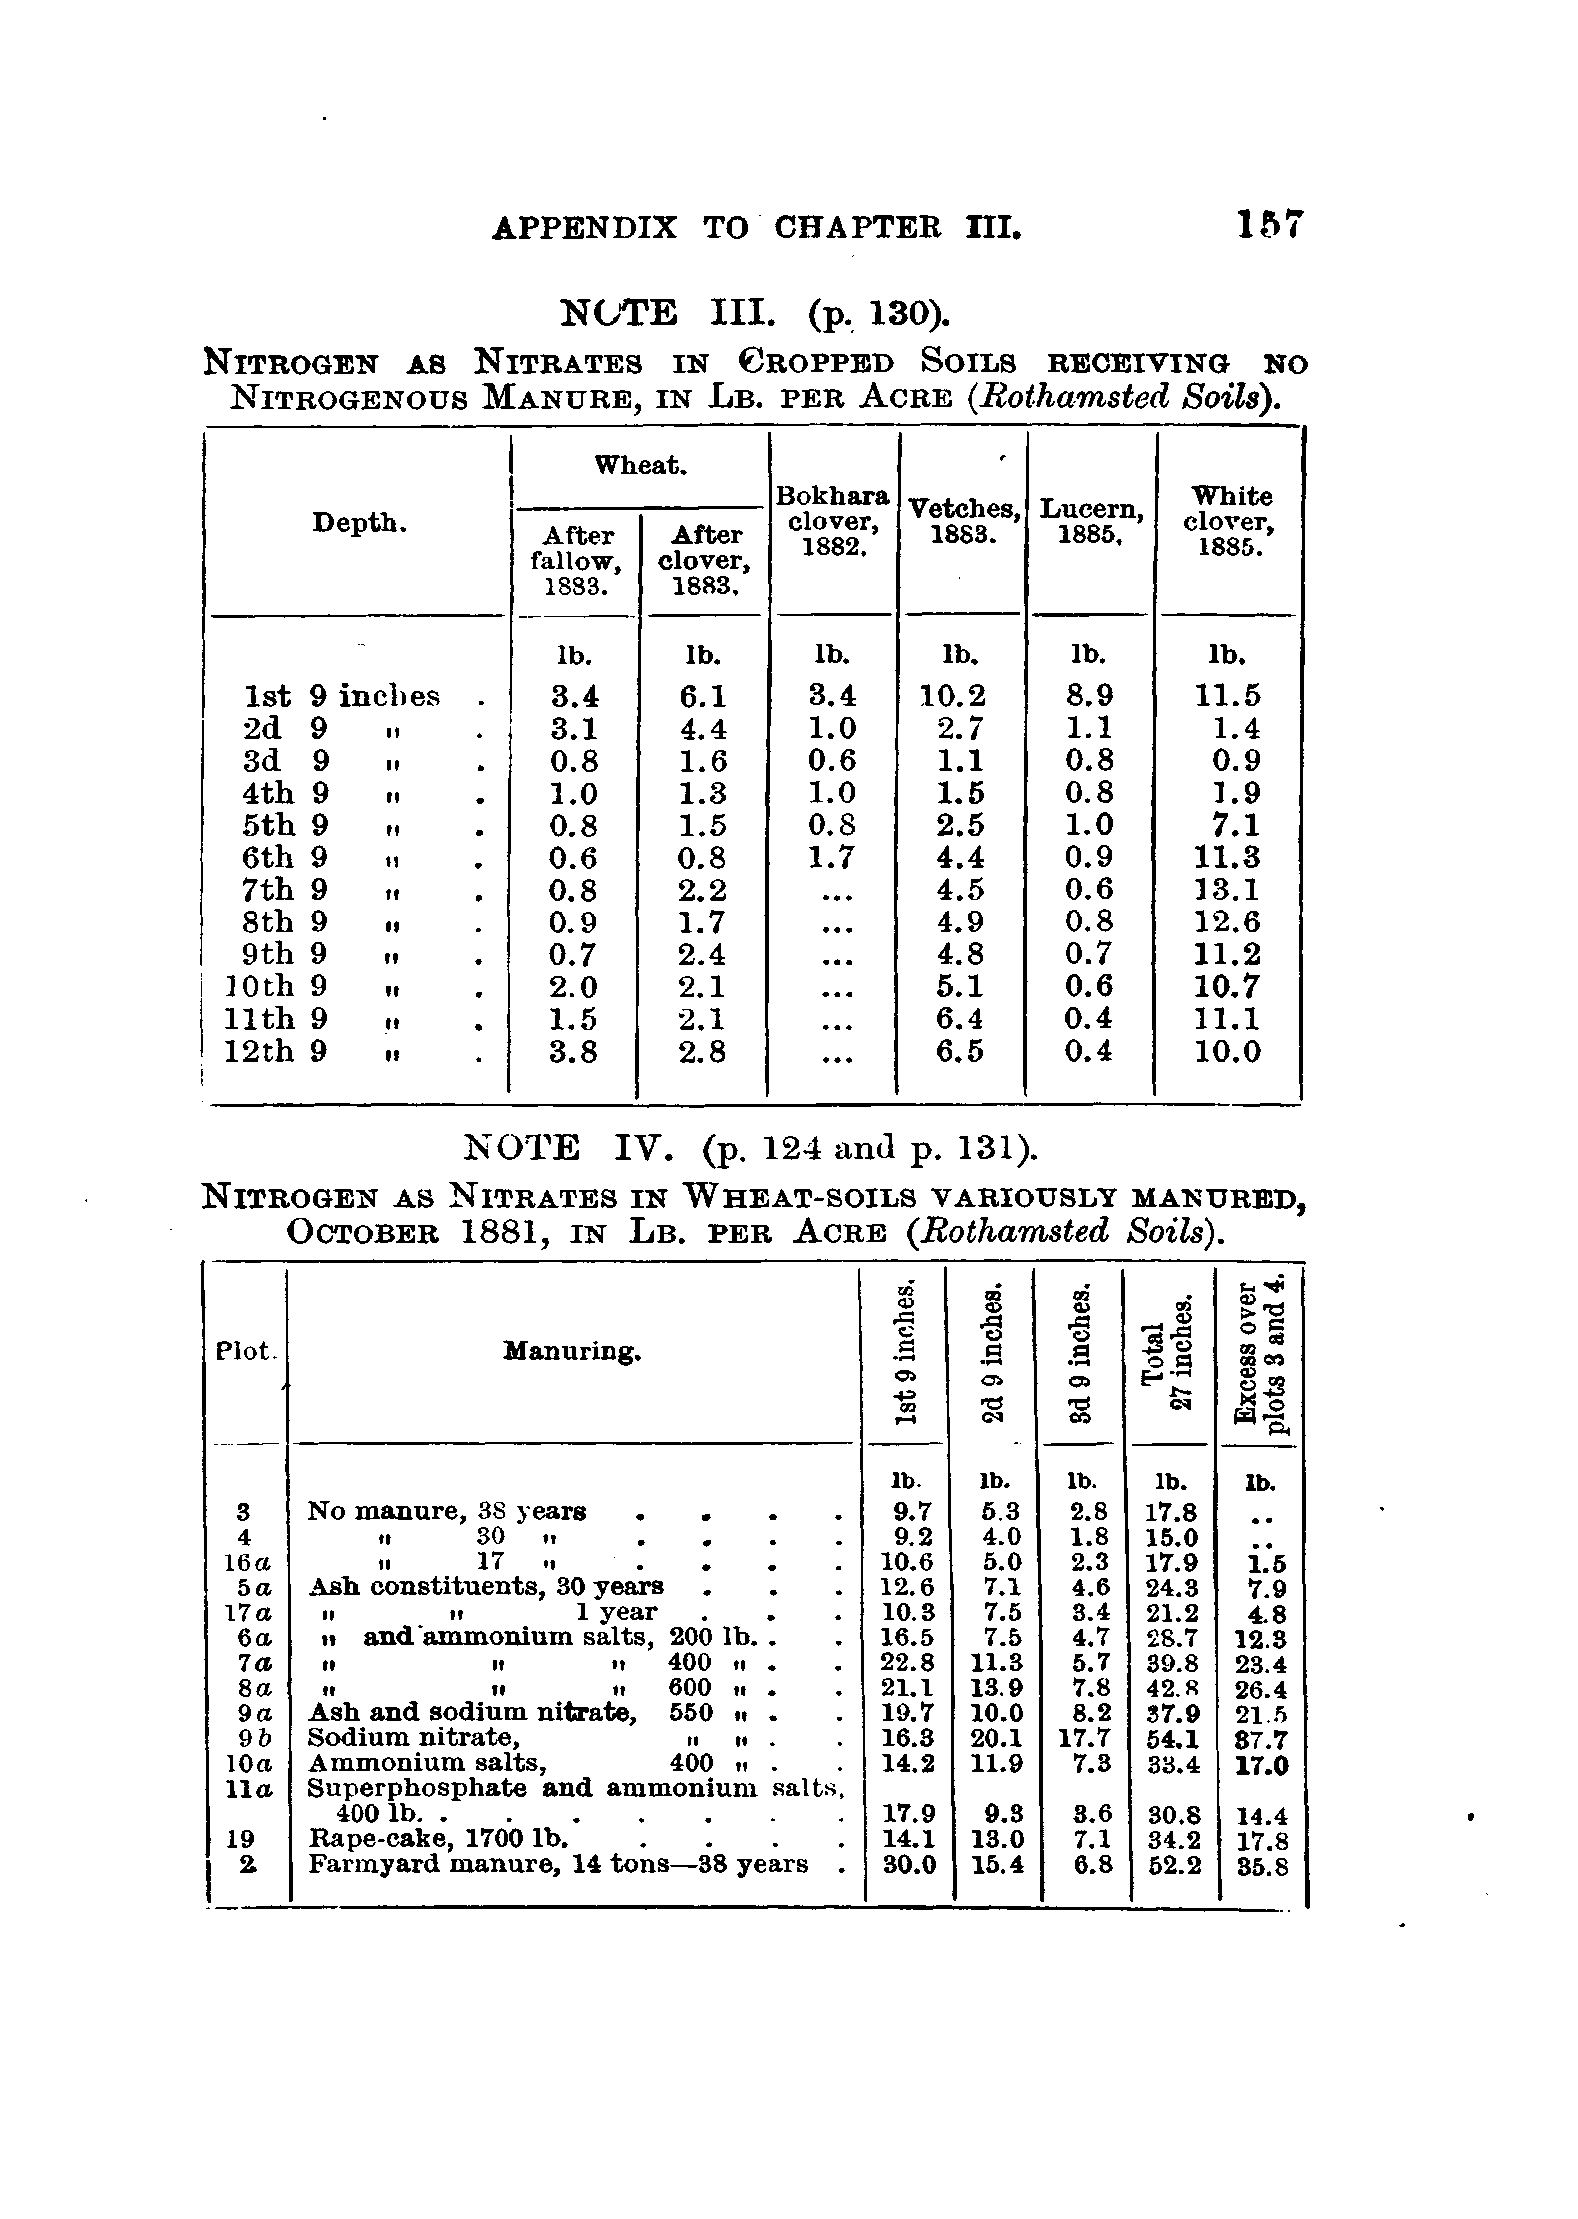 APPENDIX TO CHAPTER III. 157
NOTE III. (p. 130).
NITROGEN AS NITRATES IN CROPPED SOILS RECEIVING NO
NITROGENOUS MANURE, IN LB. PER ACRE (Rothamsted Soils).
Depth. Wheat. Bokhara clover, 1882. Vetches, 1883. Lucern, 1885. White clover, 1885.
After fallow, 1883. After clover, 1883.
lb. lb. lb. lb. lb. lb.
1st 9 inches . 3.4 6.1 3.4 10.2 8.9 11.5
2d 9 " . 3.1 4.4 1.0 2.7 1.1 1.4
3d 9 " . 0.8 1.6 0.6 1.1 0.8 0.9
4th 9 " . 1.0 1.3 1.0 1.5 0.8 1.9
5th 9 " . 0.8 1.5 0.8 2.5 1.0 7.1
6th 9 " . 0.6 0.8 1.7 4.4 0.9 11.3
7th 9 " . 0.8 2.2 ... 4.5 0.6 13.1
8th 9 " . 0.9 1.7 ... 4.9 0.8 12.6
9th 9 " . 0.7 2.4 ... 4.8 0.7 11.2
10th 9 " . 2.0 2.1 ... 5.1 0.6 10.7
11th 9 " . 1.5 2.1 ... 6.4 0.4 11.1
12th 9 " . 3.8 2.8 ... 6.5 0.4 10.0
NOTE IV. (p. 124 and p. 131).
NITROGEN AS NITRATES IN WHEAT-SOILS VARIOUSLY MANURED,
OCTOBER 1881, IN LB. PER ACRE (Rothamsted Soils).
Plot. Manuring. 1st 9 inches. 2d 9 inches. 3d 9 inches. Total 27 inches. Excess over plots 3 and 4.
lb. lb. lb. lb. lb.
3 No manure, 38 years . . . . 9.7 5.3 2.8 17.8 ..
4 " 30 " . . . . 9.2 4.0 1.8 15.0 ..
16a " 17 " . . . . 10.6 5.0 2.3 17.9 1.5
5a Ash constituents, 30 years . . . 12.6 7.1 4.6 24.3 7.9
17a " " 1 year . . . 10.3 7.5 3.4 21.2 4.8
6a " and ammonium salts, 200 lb. . . 16.5 7.5 4.7 28.7 12.3
7a " " " 400 " . . 22.8 11.3 5.7 39.8 23.4
8a " " " 600 " . . 21.1 13.9 7.8 42.8 26.4
9a Ash and sodium nitrate, 550 " . . 19.7 10.0 8.2 37.9 21.5
9b Sodium nitrate, " " . . 16.3 20.1 17.7 54.1 37.7
10a Ammonium salts, 400 " . . 14.2 11.9 7.3 33.4 17.0
11a Superphosphate and ammonium salts,
400 lb. . . . . . . . 17.9 9.3 3.6 30.8 14.4
19 Rape-cake, 1700 lb. . . . . 14.1 13.0 7.1 34.2 17.8
2 Farmyard manure, 14 tons—38 years . 30.0 15.4 6.8 52.2 35.8